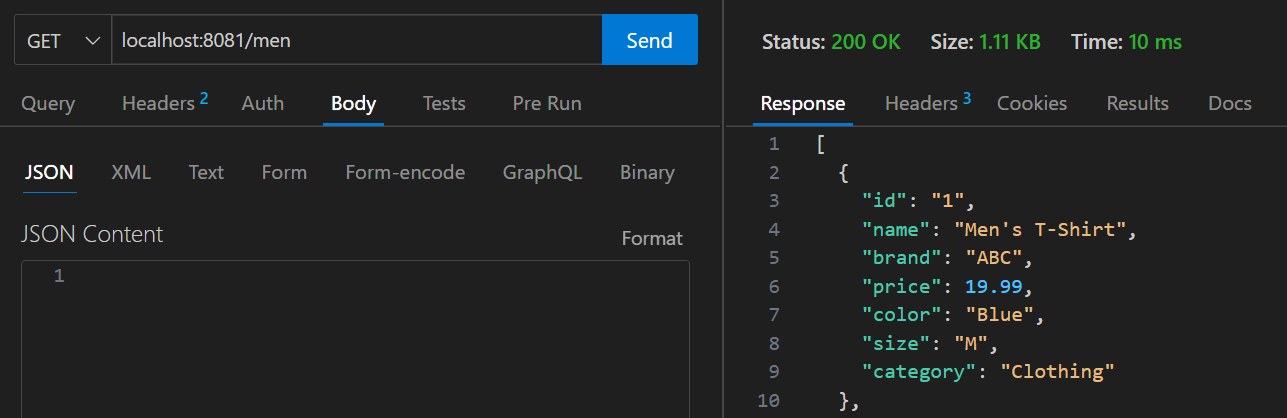 GET localhost:8081/men Send
Query Headers 2 Auth Body Tests Pre Run
JSON XML Text Form Form-encode GraphQL Binary
JSON Content Format
1
Status: 200 OK Size: 1.11 KB Time: 10 ms
Response Headers 3 Cookies Results Docs
1 [
2 {
3 "id": "1",
4 "name": "Men's T-Shirt",
5 "brand": "ABC",
6 "price": 19.99,
7 "color": "Blue",
8 "size": "M",
9 "category": "Clothing"
10 },